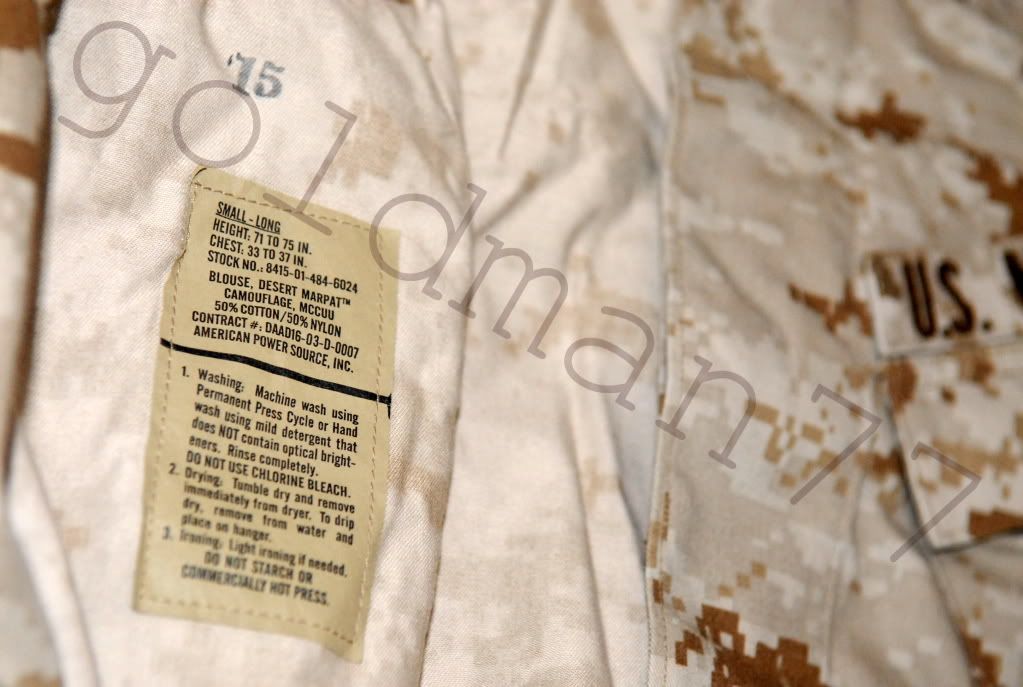 '15
SMALL - LONG
HEIGHT: 71 TO 75 IN.
CHEST: 33 TO 37 IN.
STOCK NO.: 8415-01-484-6024
BLOUSE, DESERT MARPAT™
CAMOUFLAGE, MCCUU
50% COTTON/50% NYLON
CONTRACT #: DAAD16-03-D-0007
AMERICAN POWER SOURCE, INC.
1. Washing: Machine wash using
Permanent Press Cycle or Hand
wash using mild detergent that
does NOT contain optical bright-
eners. Rinse completely.
DO NOT USE CHLORINE BLEACH.
2. Drying: Tumble dry and remove
immediately from dryer. To drip
dry, remove from water and
place on hanger.
3. Ironing: Light ironing if needed.
DO NOT STARCH OR
COMMERCIALLY HOT PRESS.
U.S.
goldman77